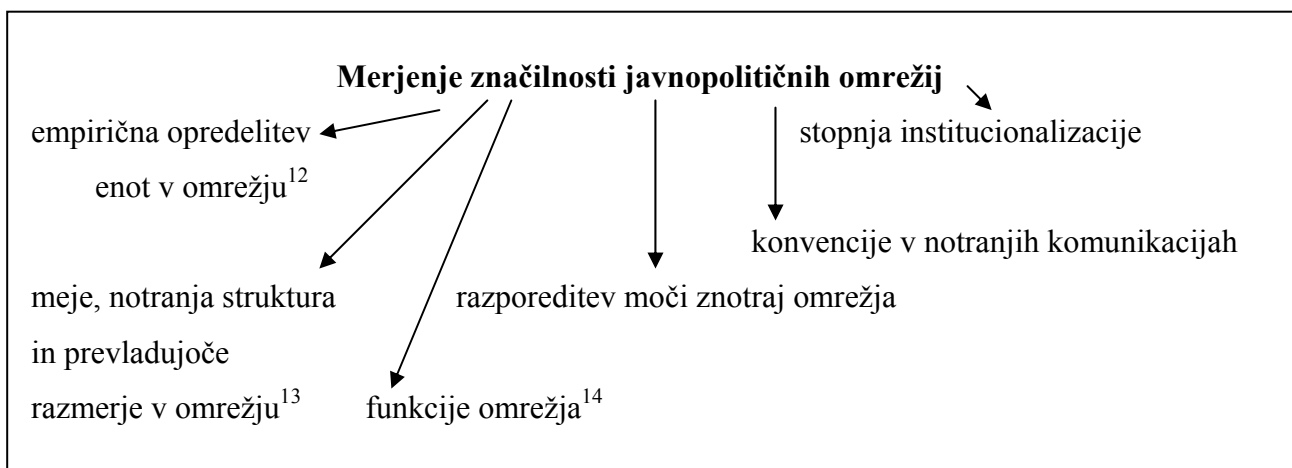 Merjenje značilnosti javnopolitičnih omrežij
empirična opredelitev
enot v omrežju12
stopnja institucionalizacije
konvencije v notranjih komunikacijah
meje, notranja struktura
in prevladujoče
razmerje v omrežju13
razporeditev moči znotraj omrežja
funkcije omrežja14